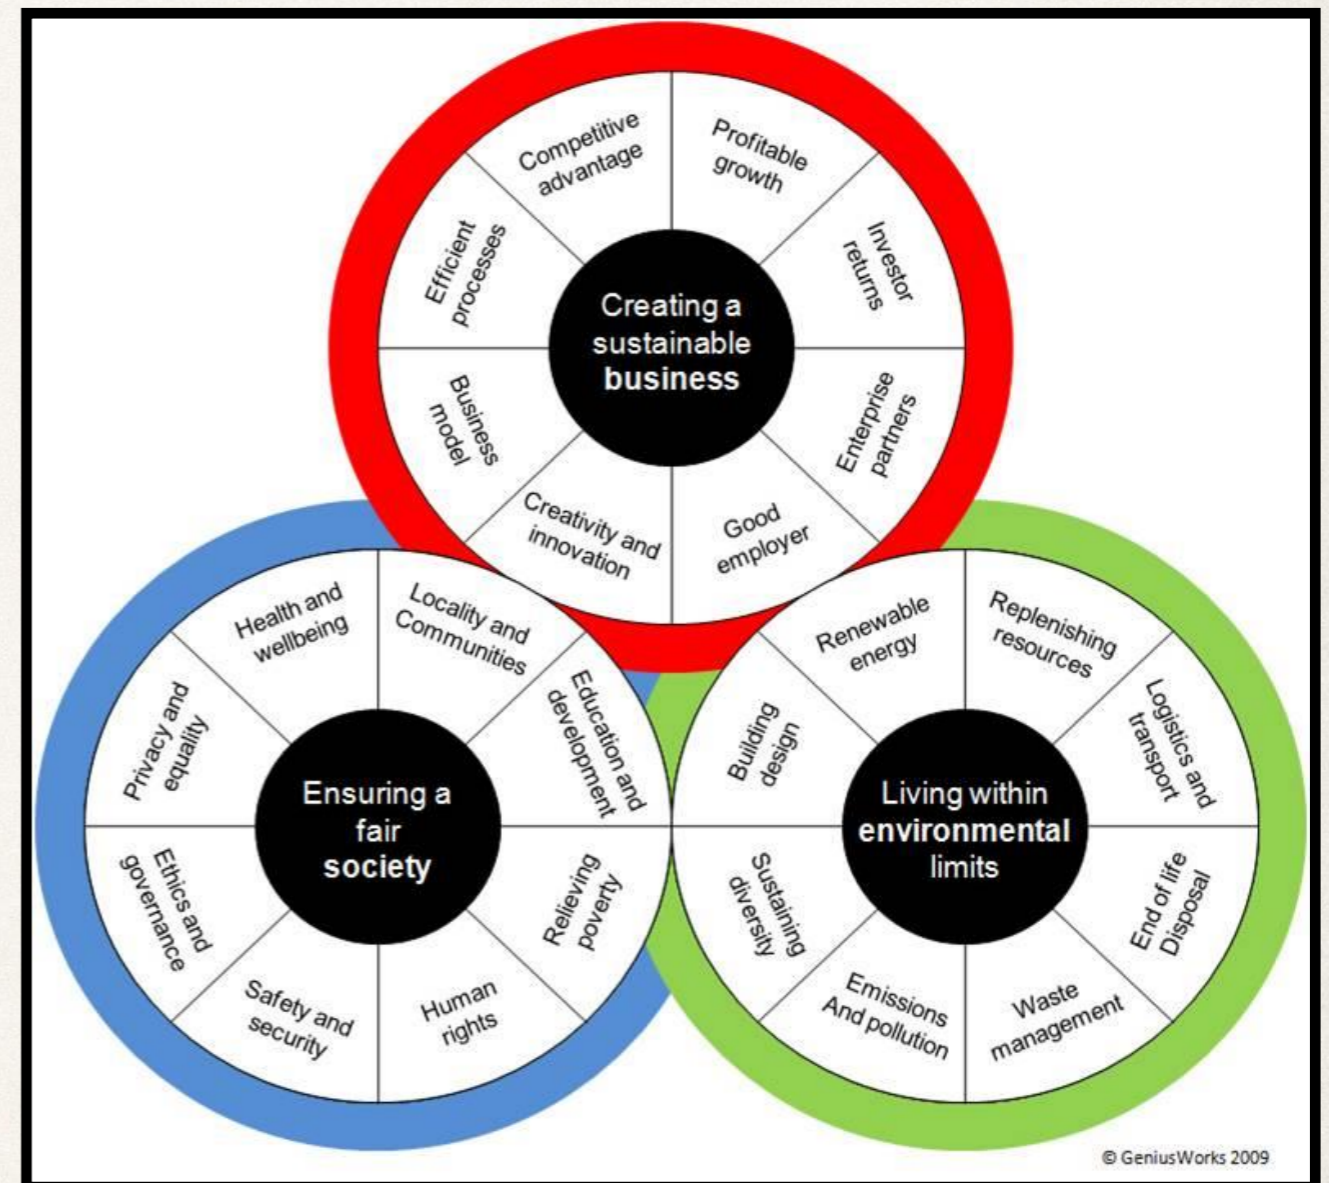 Competitive
advantage
Profitable
growth
Investor
returns
Enterprise
partners
Good
employer
Creativity and
innovation
Business
model
Efficient
processes
Creating a
sustainable
business
Health and
wellbeing
Locality and
Communities
Education and
development
Relieving
poverty
Human
rights
Safety and
security
Ethics and
governance
Privacy and
equality
Ensuring a
fair
society
Renewable
energy
Replenishing
resources
Logistics and
transport
End of life
Disposal
Waste
management
Emissions
And pollution
Sustaining
diversity
Building
design
Living within
environmental
limits
© GeniusWorks 2009